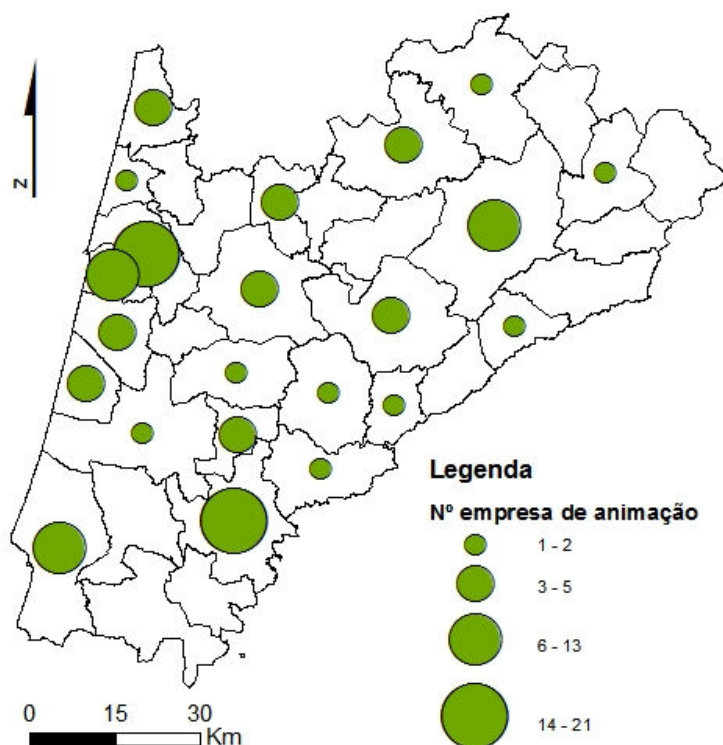 N
Legenda
Nº empresa de animação
1 - 2
3 - 5
6 - 13
14 - 21
0 15 30
Km